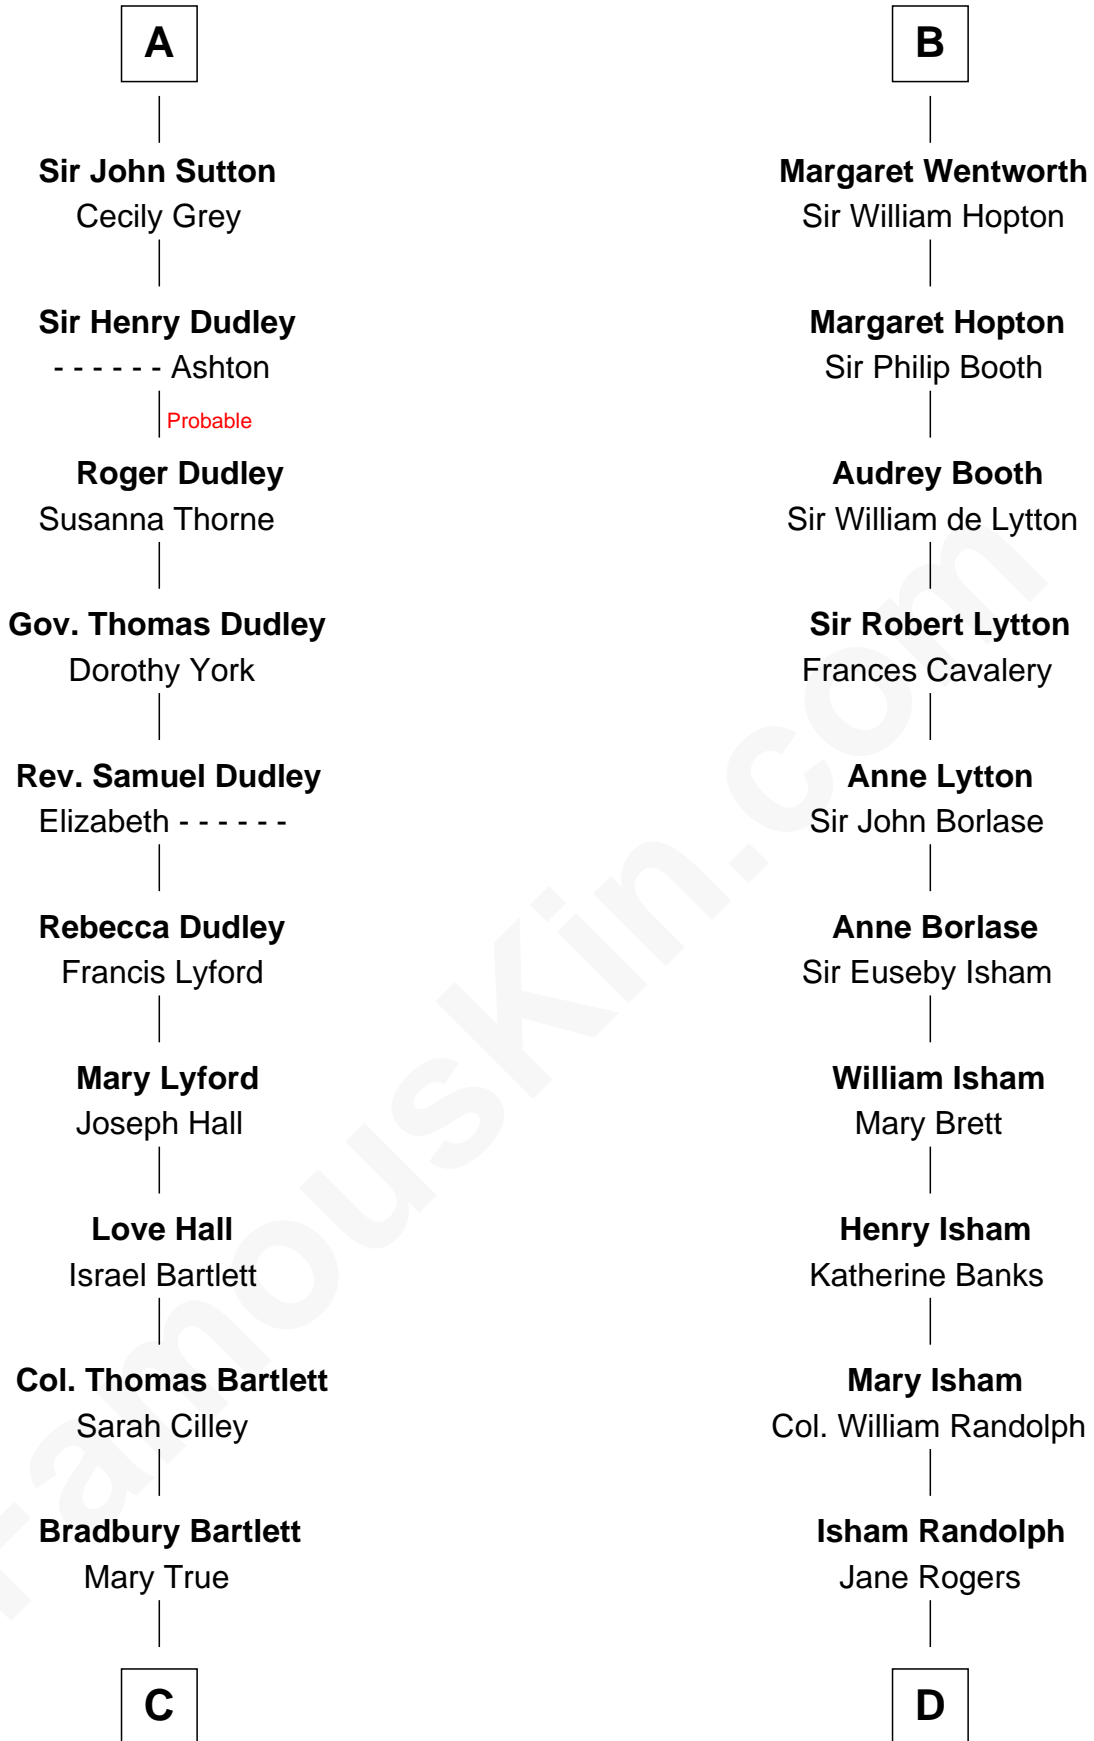 A
Sir John Sutton
Cecily Grey
Sir Henry Dudley
- - - - - - Ashton
Probable
Roger Dudley
Susanna Thorne
Gov. Thomas Dudley
Dorothy York
Rev. Samuel Dudley
Elizabeth - - - - - -
Rebecca Dudley
Francis Lyford
Mary Lyford
Joseph Hall
Love Hall
Israel Bartlett
Col. Thomas Bartlett
Sarah Cilley
Bradbury Bartlett
Mary True
C
B
Margaret Wentworth
Sir William Hopton
Margaret Hopton
Sir Philip Booth
Audrey Booth
Sir William de Lytton
Sir Robert Lytton
Frances Cavalery
Anne Lytton
Sir John Borlase
Anne Borlase
Sir Euseby Isham
William Isham
Mary Brett
Henry Isham
Katherine Banks
Mary Isham
Col. William Randolph
Isham Randolph
Jane Rogers
D
FamousKin.com